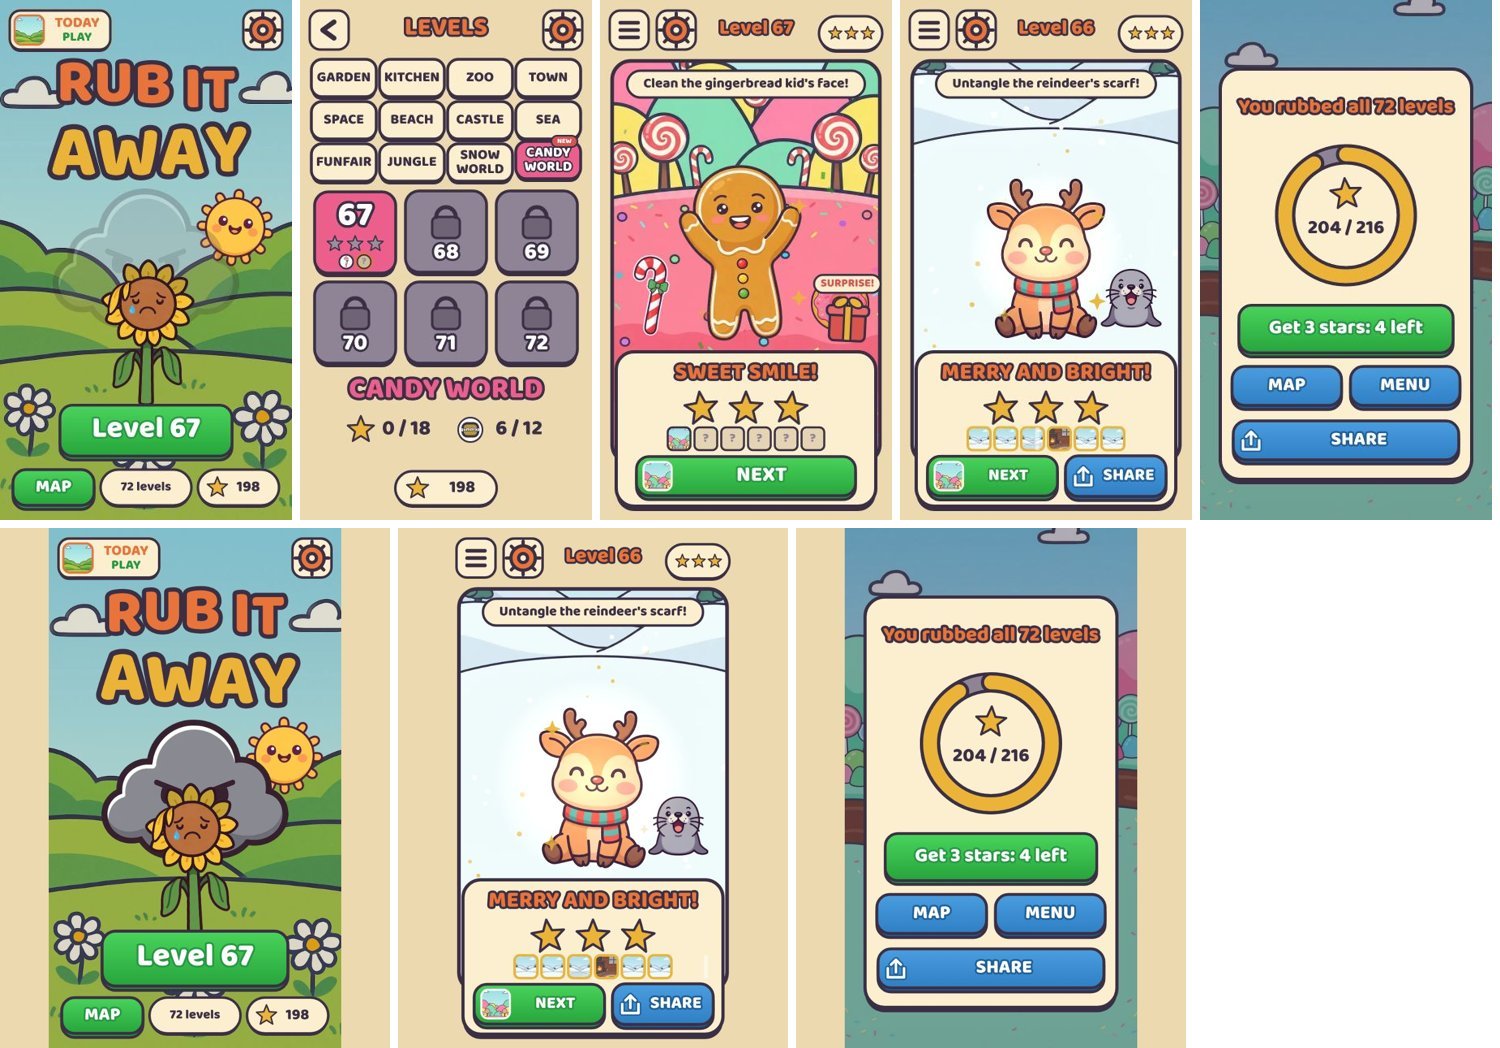 TODAY
PLAY
RUB IT
AWAY
Level 67
MAP
72 levels
198
LEVELS
GARDEN
KITCHEN
ZOO
TOWN
SPACE
BEACH
CASTLE
SEA
FUNFAIR
JUNGLE
SNOW
WORLD
NEW
CANDY
WORLD
67
68
69
70
71
72
CANDY WORLD
0 / 18
6 / 12
198
Level 67
Clean the gingerbread kid's face!
SURPRISE!
SWEET SMILE!
? ? ? ? ?
NEXT
Level 66
Untangle the reindeer's scarf!
MERRY AND BRIGHT!
NEXT
SHARE
You rubbed all 72 levels
204 / 216
Get 3 stars: 4 left
MAP
MENU
SHARE
TODAY
PLAY
RUB IT
AWAY
Level 67
MAP
72 levels
198
Level 66
Untangle the reindeer's scarf!
MERRY AND BRIGHT!
NEXT
SHARE
You rubbed all 72 levels
204 / 216
Get 3 stars: 4 left
MAP
MENU
SHARE